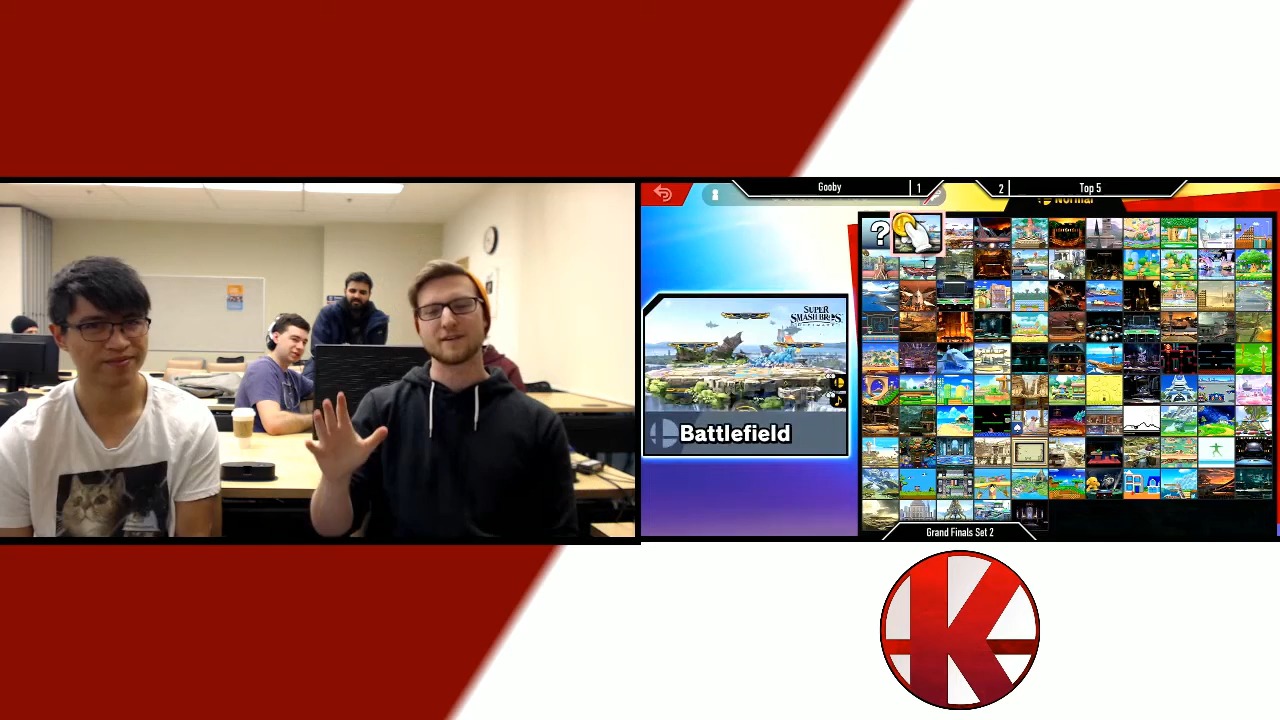 Gooby 1 2 Top 5
Normal
?
SUPER
SMASH BROS.
ULTIMATE
Battlefield
Grand Finals Set 2
K